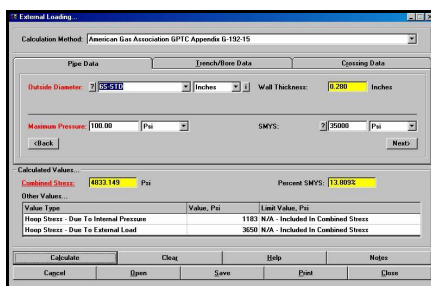 External Loading...
Calculation Method: American Gas Association GPTC Appendix G-192-15
Pipe Data Trench/Bore Data Crossing Data
Outside Diameter: ? 6S-STD Inches i Wall Thickness: 0.280 Inches
Maximum Pressure: 100.00 Psi SMYS: ? 35000 Psi
<Back Next>
Calculated Values...
Combined Stress: 4833.149 Psi Percent SMYS: 13.809%
Other Values...
Value Type Value, Psi Limit Value, Psi
Hoop Stress - Due To Internal Pressure 1183 N/A - Included In Combined Stress
Hoop Stress - Due To External Load 3650 N/A - Included In Combined Stress
Calculate Clear Help Notes
Cancel Open Save Print Close